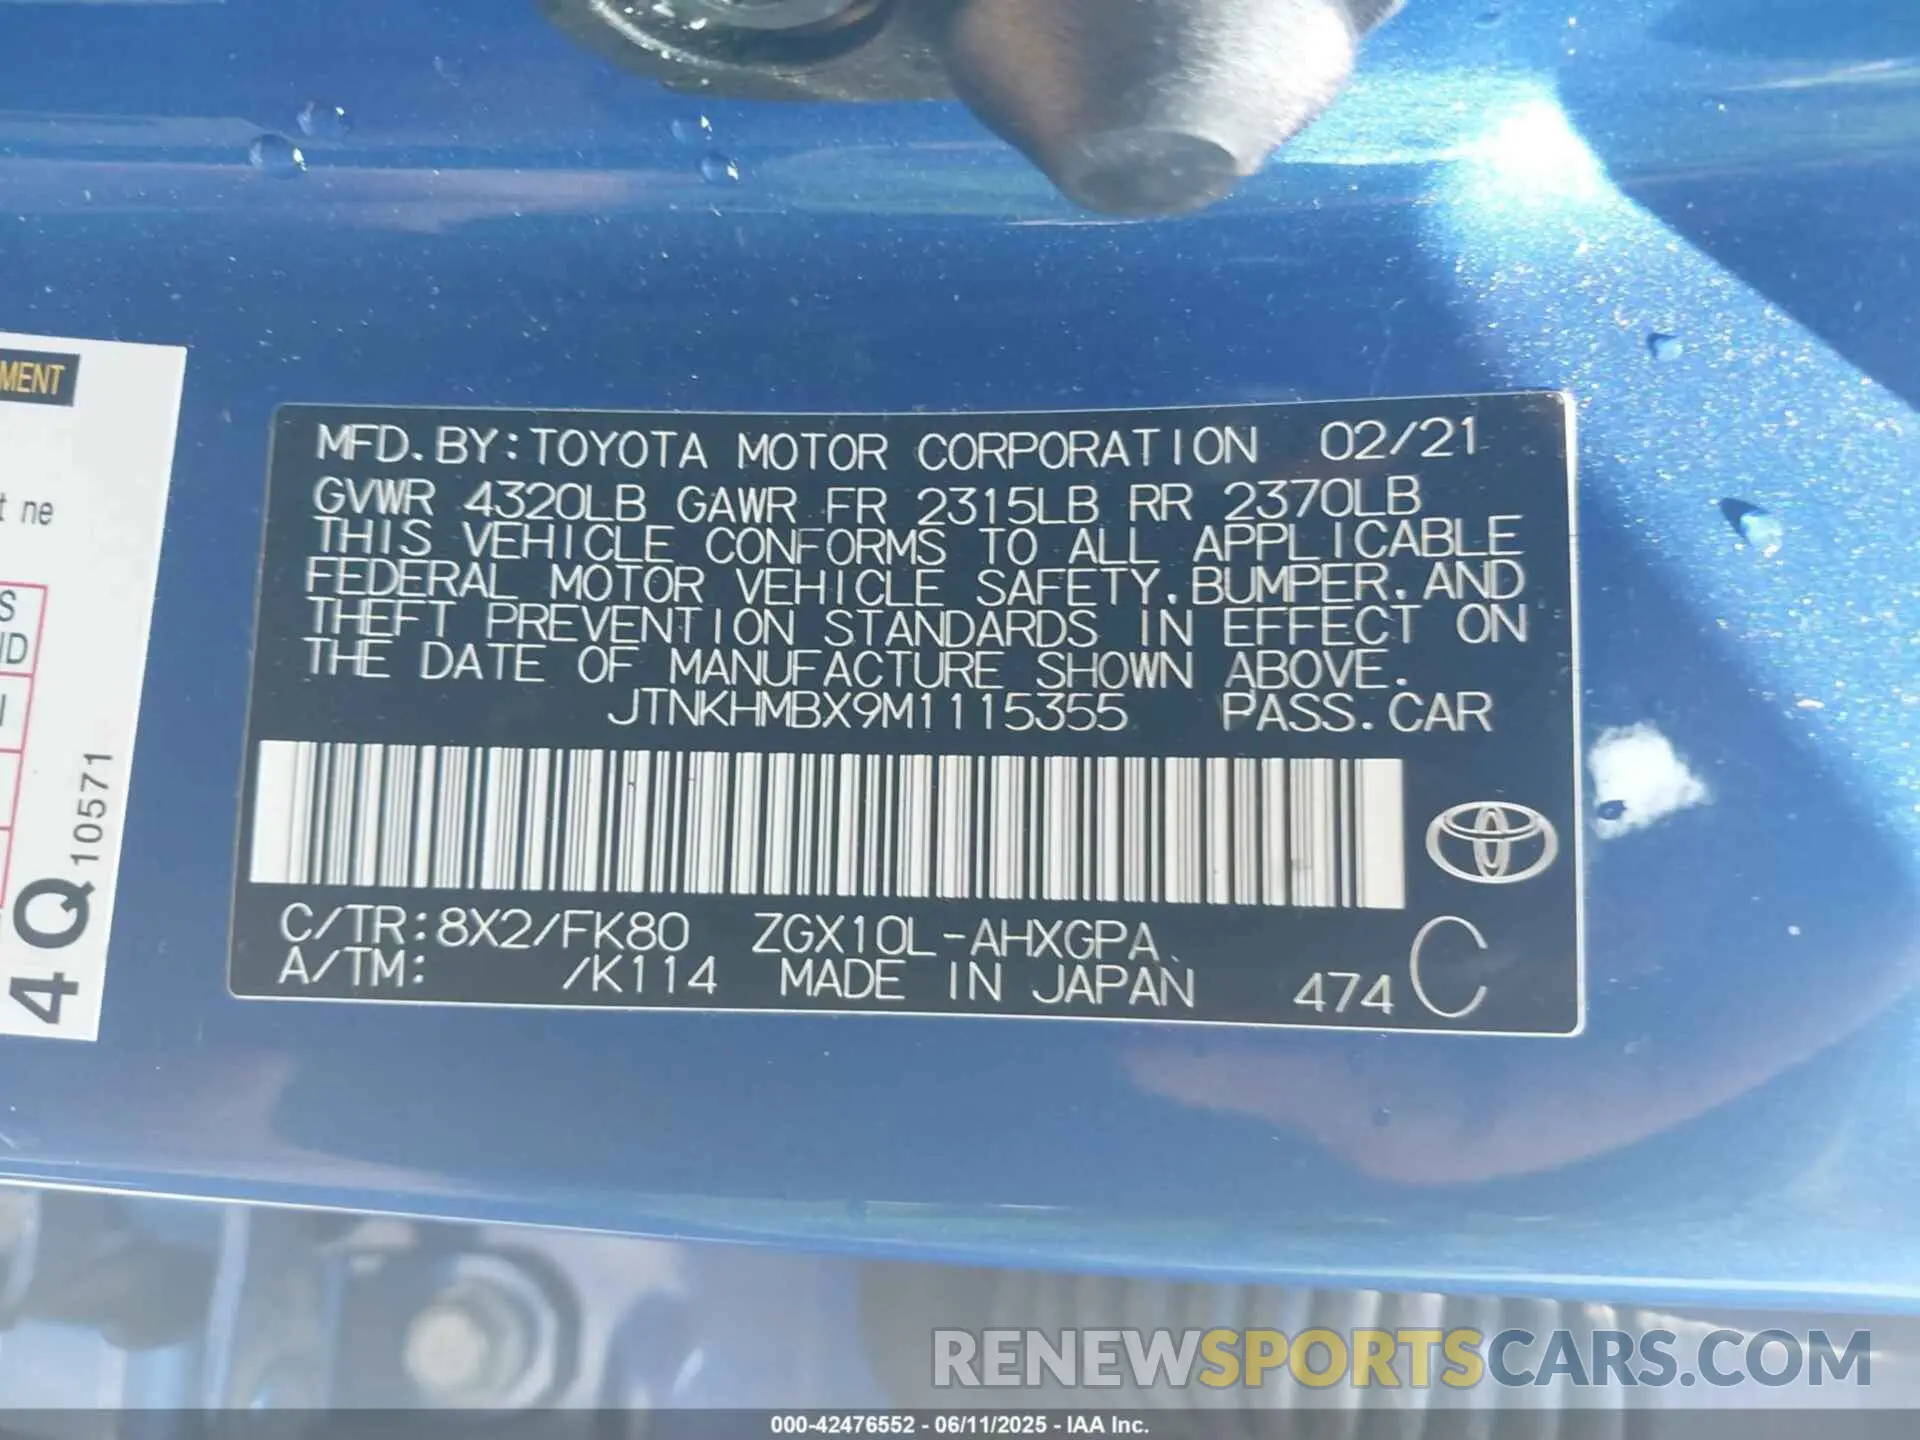 MENT
t ne
S
ND
4Q10571
MFD.BY:TOYOTA MOTOR CORPORATION 02/21
GVWR 4320LB GAWR FR 2315LB RR 2370LB
THIS VEHICLE CONFORMS TO ALL APPLICABLE
FEDERAL MOTOR VEHICLE SAFETY,BUMPER,AND
THEFT PREVENTION STANDARDS IN EFFECT ON
THE DATE OF MANUFACTURE SHOWN ABOVE.
JTNKHMBX9M1115355 PASS.CAR
C/TR:8X2/FK80 ZGX10L-AHXGPA
A/TM: /K114 MADE IN JAPAN 474 C
RENEWSPORTSCARS.COM
000-42476552 - 06/11/2025 - IAA Inc.